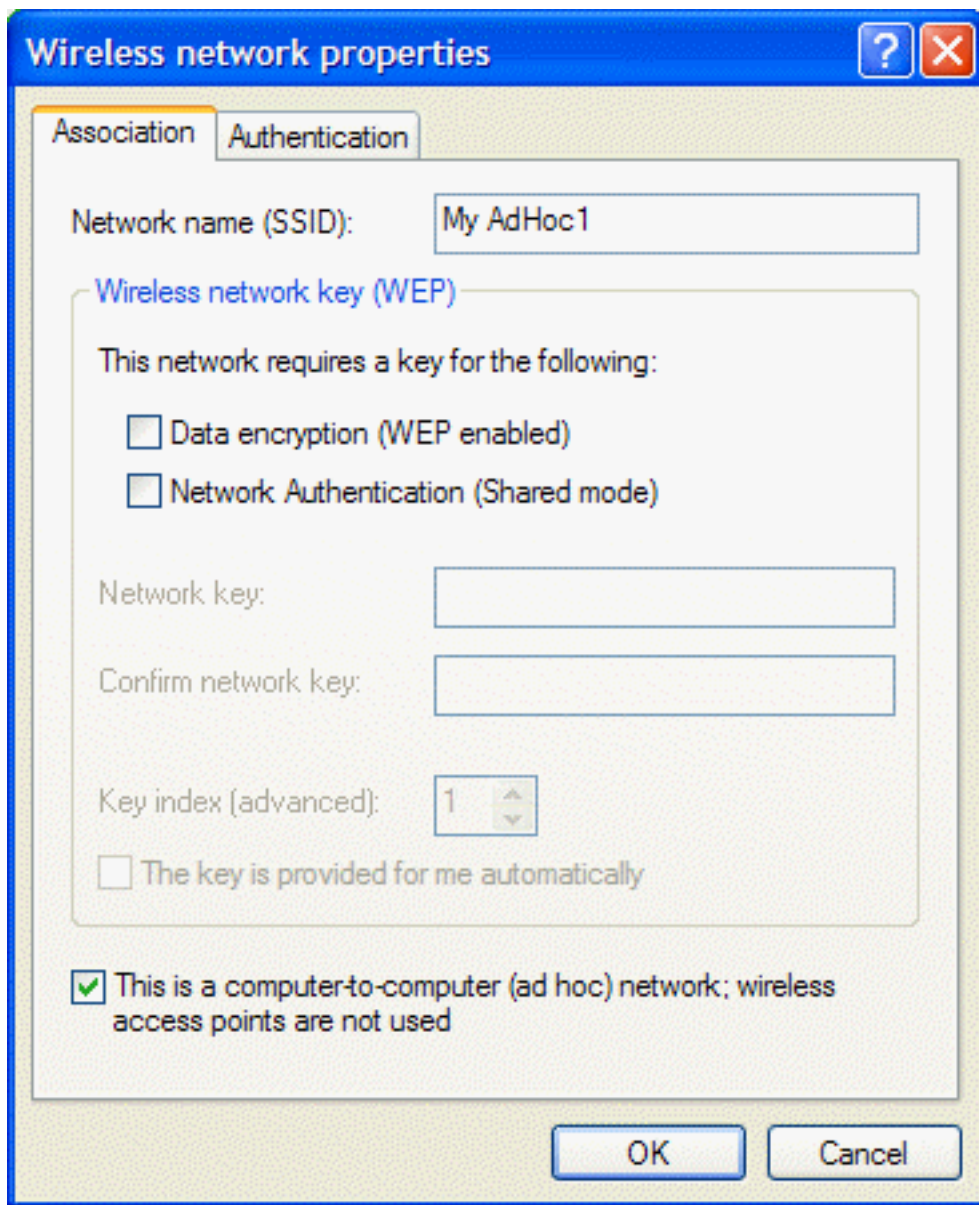 Wireless network properties
Association
Authentication
Network name (SSID):
My AdHoc1
Wireless network key (WEP)
This network requires a key for the following:
Data encryption (WEP enabled)
Network Authentication (Shared mode)
Network key:
Confirm network key:
Key index (advanced):
1
The key is provided for me automatically
This is a computer-to-computer (ad hoc) network; wireless
access points are not used
OK
Cancel